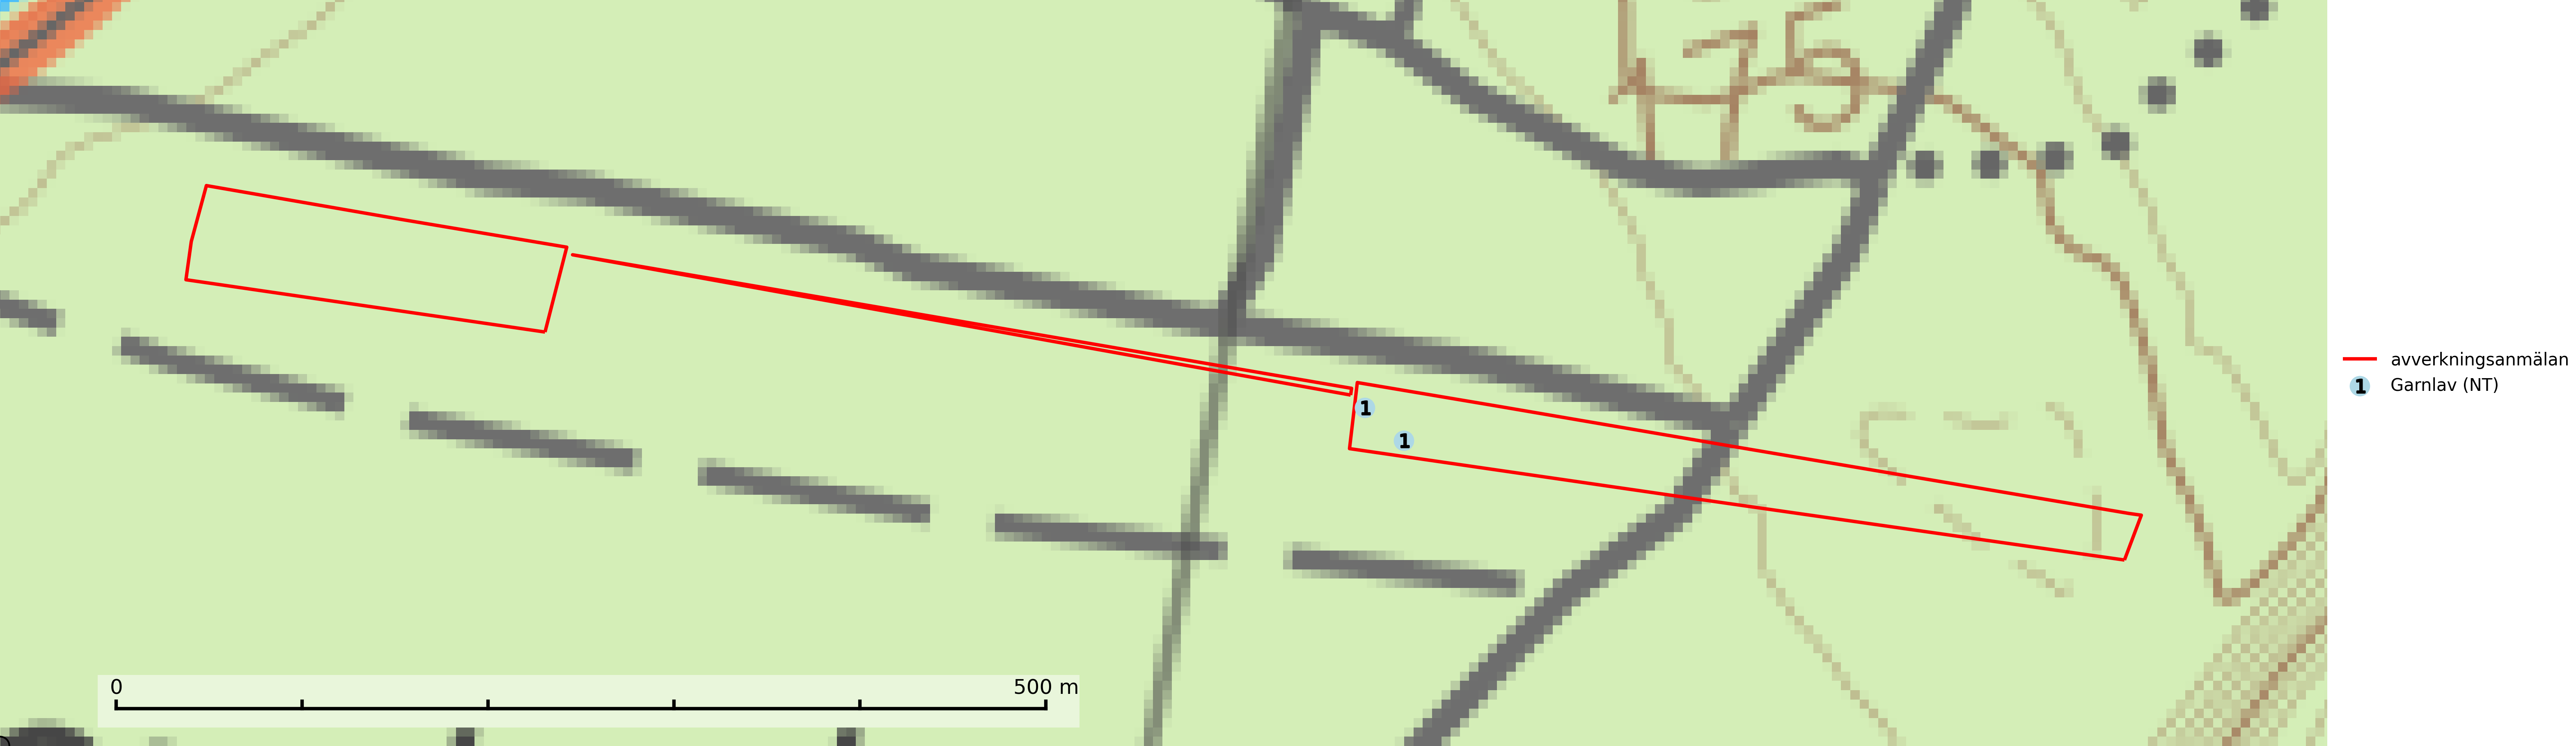 175
avverkningsanmälan
1 Garnlav (NT)
1
1
0 500 m